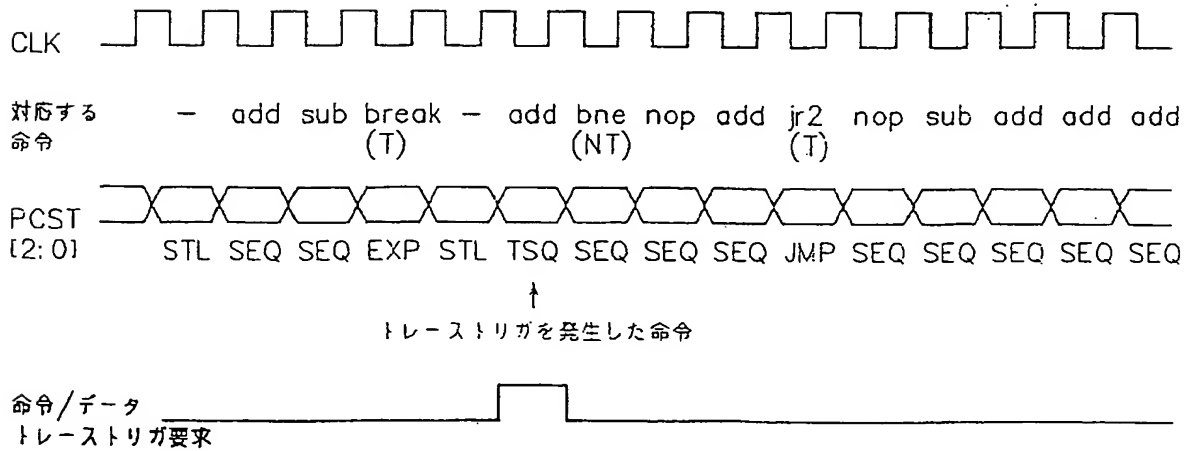 CLK
対応する - add sub break - add bne nop add jr2 nop sub add add add
命令 (T) (NT) (T)
PCST
[2:0] STL SEQ SEQ EXP STL TSQ SEQ SEQ SEQ JMP SEQ SEQ SEQ SEQ SEQ
トレーストリガを発生した命令
命令/データ
トレーストリガ要求